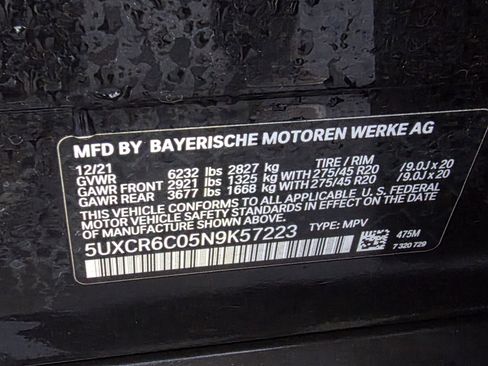 MFD BY BAYERISCHE MOTOREN WERKE AG
12/21 TIRE / RIM
GVWR 6232 lbs 2827 kg
GAWR FRONT 2921 lbs 1325 kg WITH 275/45 R20 /9.0J x 20
GAWR REAR 3677 lbs 1668 kg WITH 275/45 R20 /9.0J x 20
THIS VEHICLE CONFORMS TO ALL APPLICABLE U.S. FEDERAL
MOTOR VEHICLE SAFETY STANDARDS IN EFFECT ON THE DATE
OF MANUFACTURE SHOWN ABOVE.
5UXCR6C05N9K57223 TYPE: MPV
475M
7 320 729